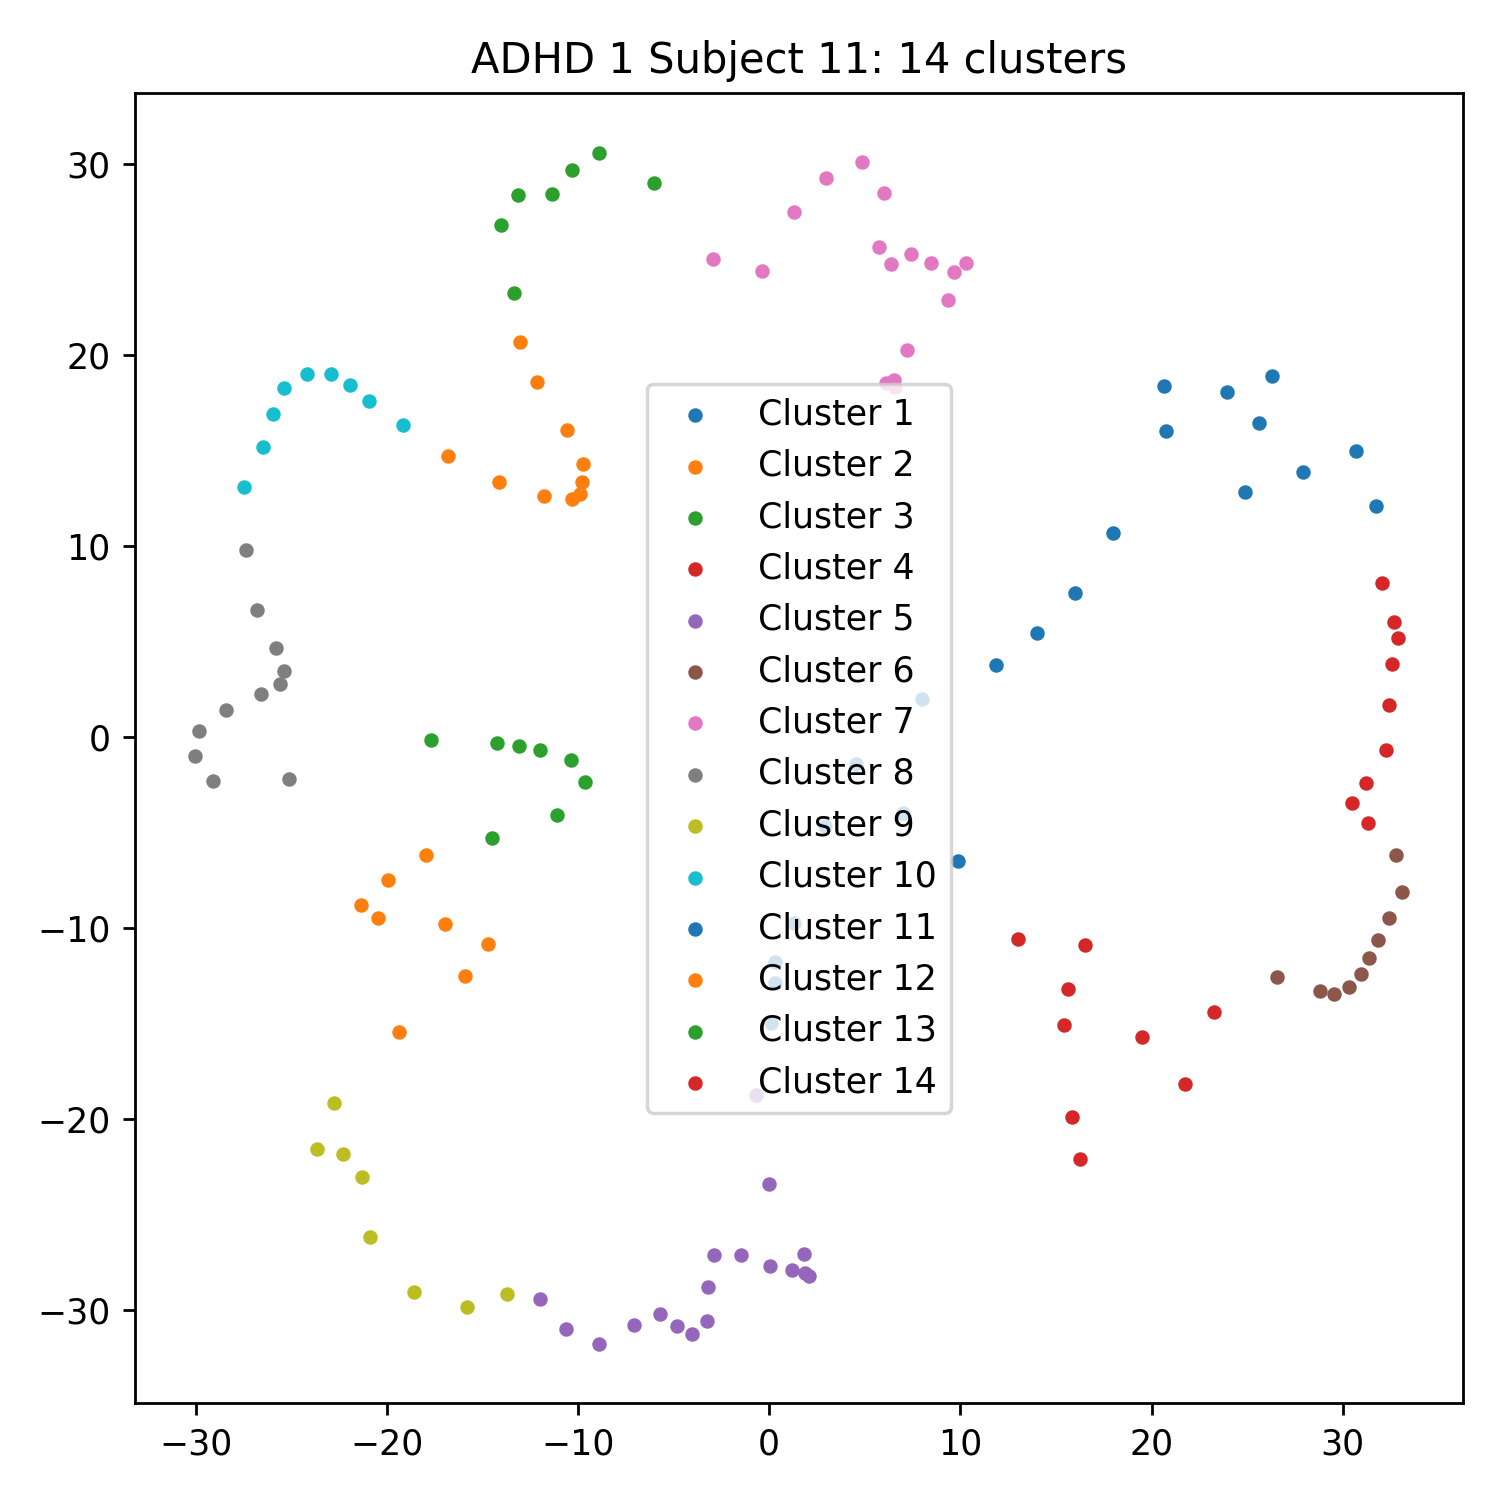 ADHD 1 Subject 11: 14 clusters
30
20
10
0
−10
−20
−30
Cluster 1
Cluster 2
Cluster 3
Cluster 4
Cluster 5
Cluster 6
Cluster 7
Cluster 8
Cluster 9
Cluster 10
Cluster 11
Cluster 12
Cluster 13
Cluster 14
−30 −20 −10 0 10 20 30